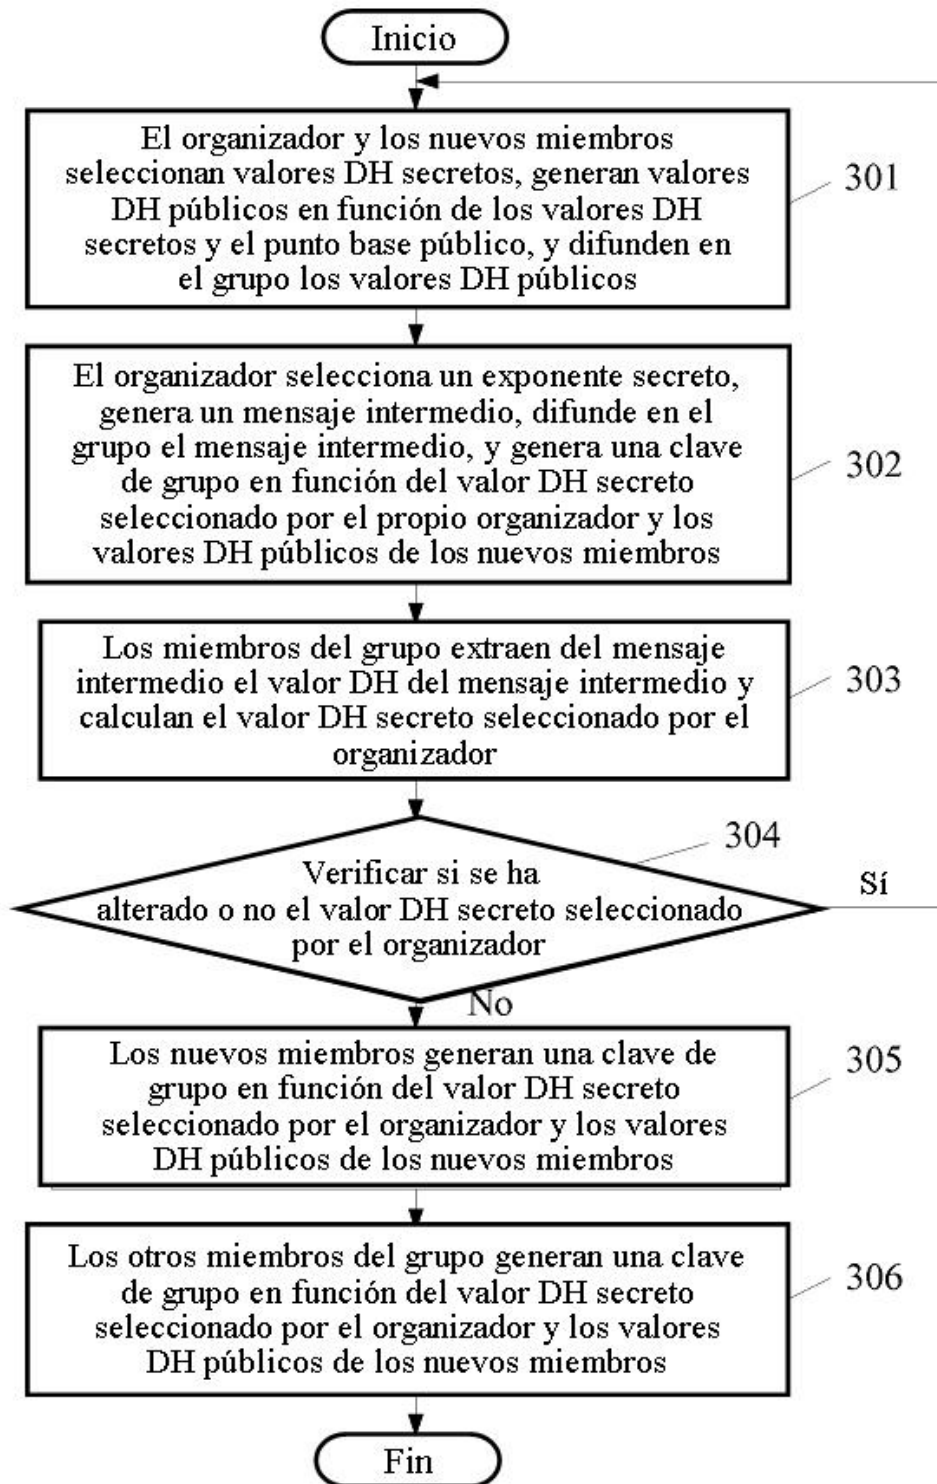 Inicio
El organizador y los nuevos miembros
seleccionan valores DH secretos, generan valores
DH públicos en función de los valores DH
secretos y el punto base público, y difunden en
el grupo los valores DH públicos
301
El organizador selecciona un exponente secreto,
genera un mensaje intermedio, difunde en el
grupo el mensaje intermedio, y genera una clave
de grupo en función del valor DH secreto
seleccionado por el propio organizador y los
valores DH públicos de los nuevos miembros
302
Los miembros del grupo extraen del mensaje
intermedio el valor DH del mensaje intermedio y
calculan el valor DH secreto seleccionado por el
organizador
303
304
Verificar si se ha
alterado o no el valor DH secreto seleccionado
por el organizador
Sí
No
Los nuevos miembros generan una clave de
grupo en función del valor DH secreto
seleccionado por el organizador y los valores
DH públicos de los nuevos miembros
305
Los otros miembros del grupo generan una clave
de grupo en función del valor DH secreto
seleccionado por el organizador y los valores
DH públicos de los nuevos miembros
306
Fin